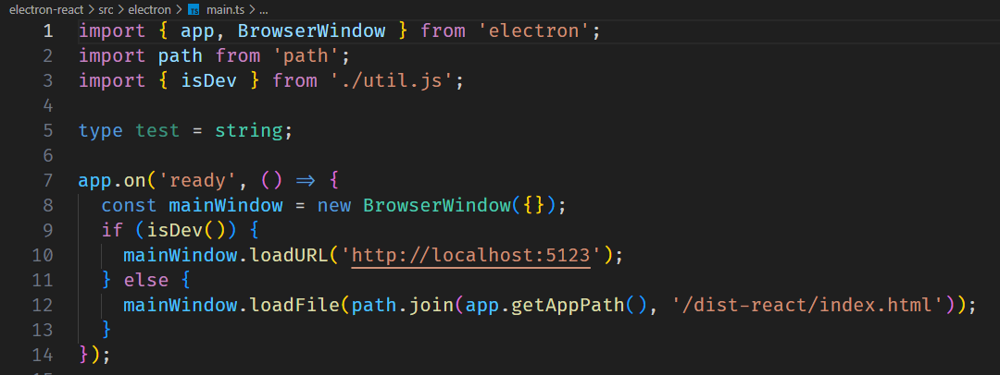 electron-react > src > electron > TS main.ts > ...
1 import { app, BrowserWindow } from 'electron';
2 import path from 'path';
3 import { isDev } from './util.js';
4
5 type test = string;
6
7 app.on('ready', () => {
8   const mainWindow = new BrowserWindow({});
9   if (isDev()) {
10     mainWindow.loadURL('http://localhost:5123');
11   } else {
12     mainWindow.loadFile(path.join(app.getAppPath(), '/dist-react/index.html'));
13   }
14 });
15